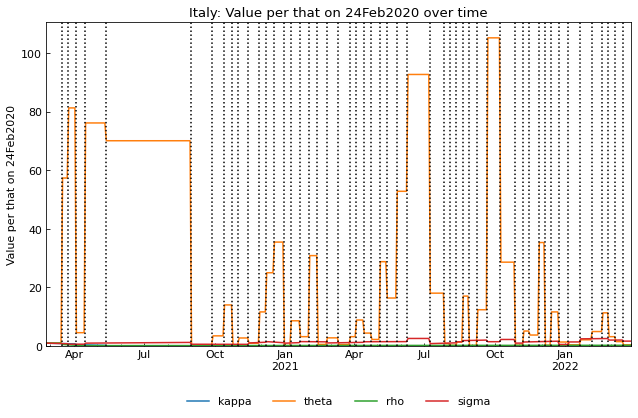 Italy: Value per that on 24Feb2020 over time
Value per that on 24Feb2020
100
80
60
40
20
0
Apr Jul Oct Jan Apr Jul Oct Jan
2021 2022
kappa theta rho sigma